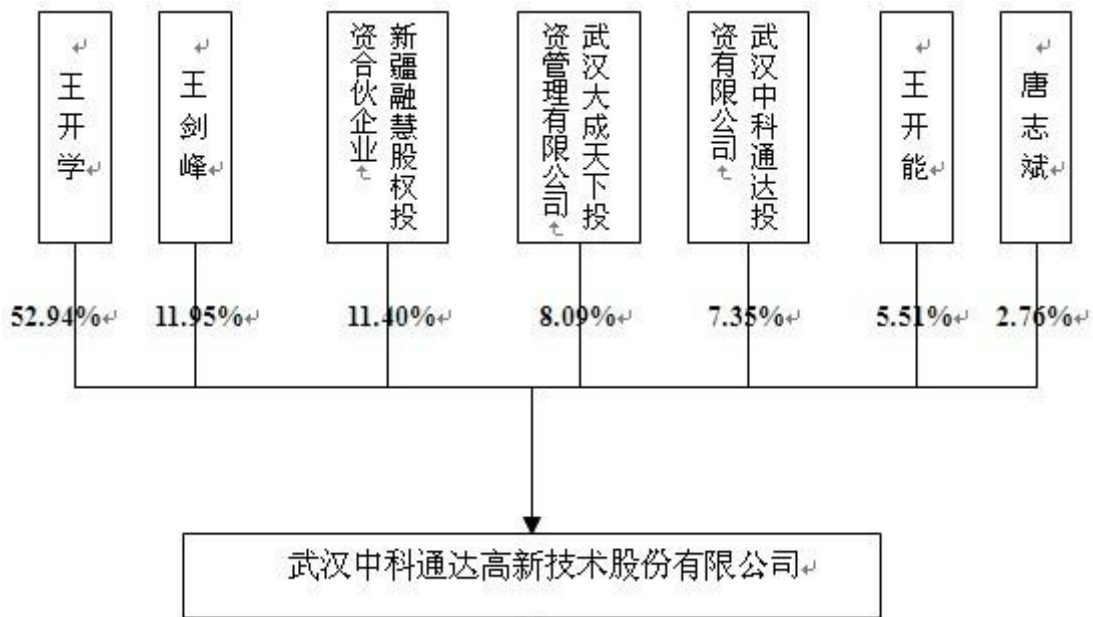 王开学
王剑峰
新疆融慧股权投
资合伙企业
武汉大成天下投
资管理有限公司
武汉中科通达投
资有限公司
王开能
唐志斌
52.94%
11.95%
11.40%
8.09%
7.35%
5.51%
2.76%
武汉中科通达高新技术股份有限公司